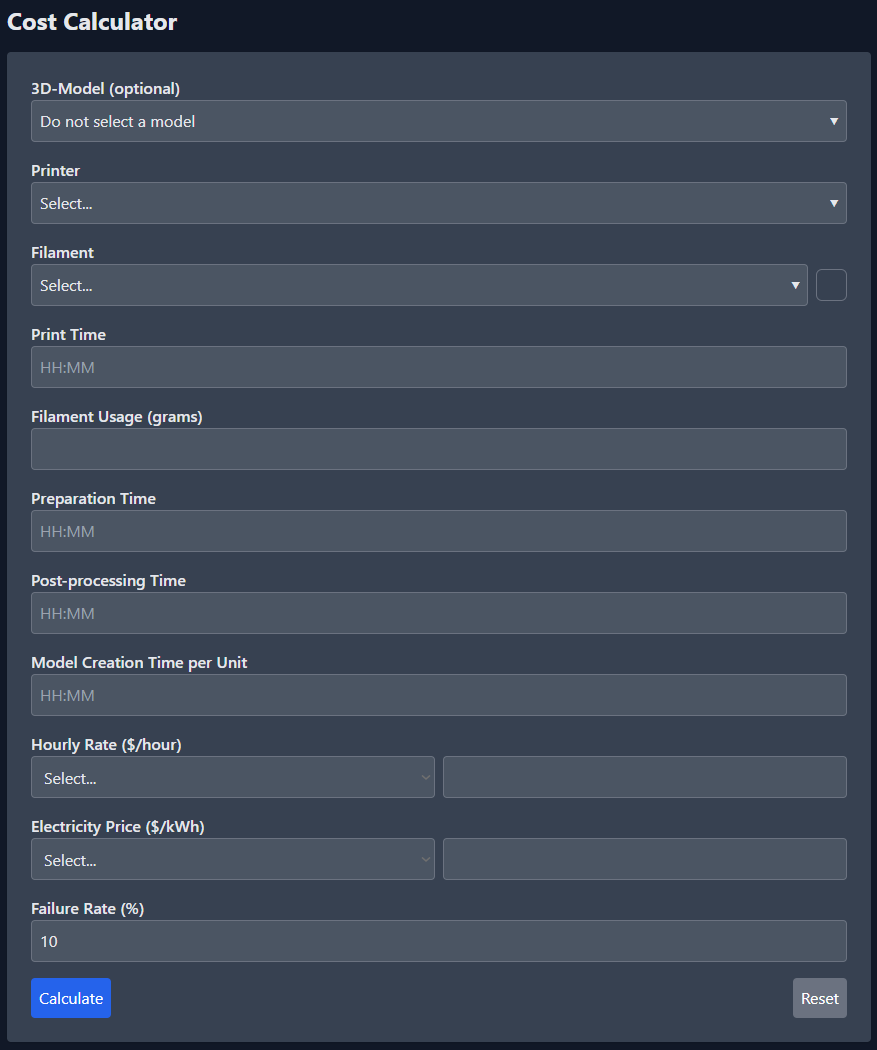 Cost Calculator
3D-Model (optional)
Do not select a model
Printer
Select...
Filament
Select...
Print Time
HH:MM
Filament Usage (grams)
Preparation Time
HH:MM
Post-processing Time
HH:MM
Model Creation Time per Unit
HH:MM
Hourly Rate ($/hour)
Select...
Electricity Price ($/kWh)
Select...
Failure Rate (%)
10
Calculate Reset